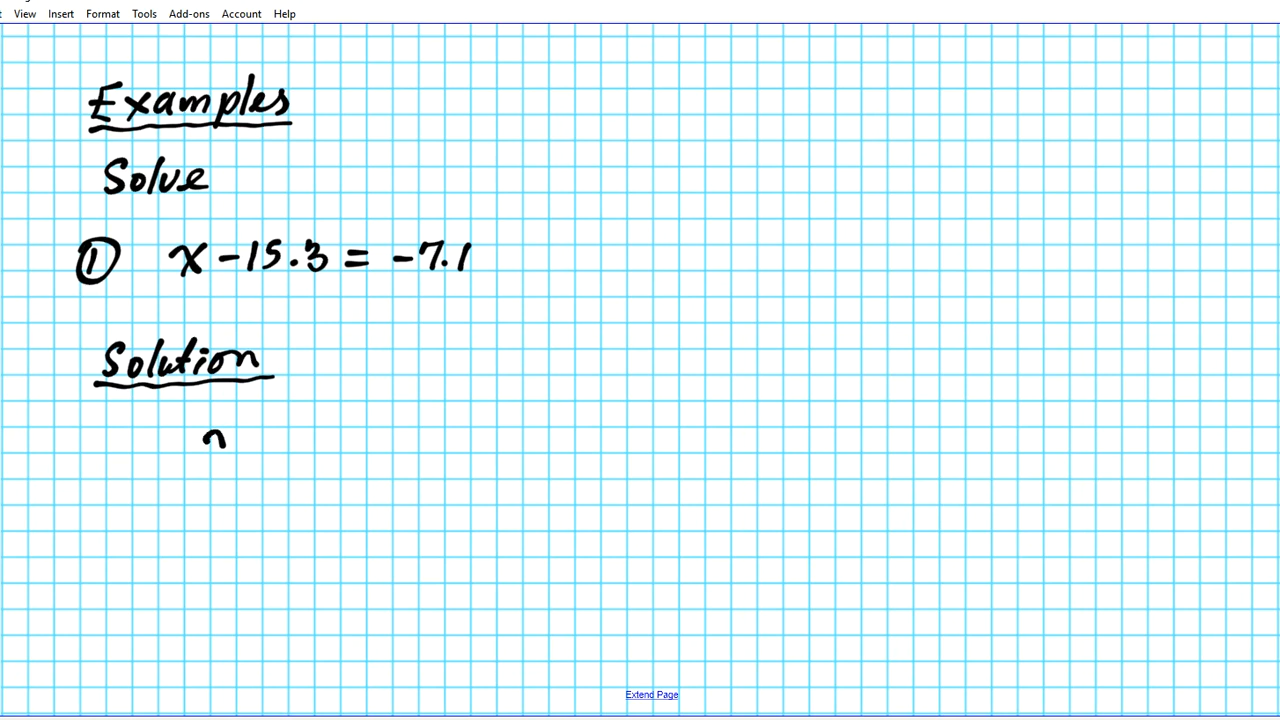 View Insert Format Tools Add-ons Account Help
Examples
Solve
① x - 15.3 = -7.1
Solution
Extend Page